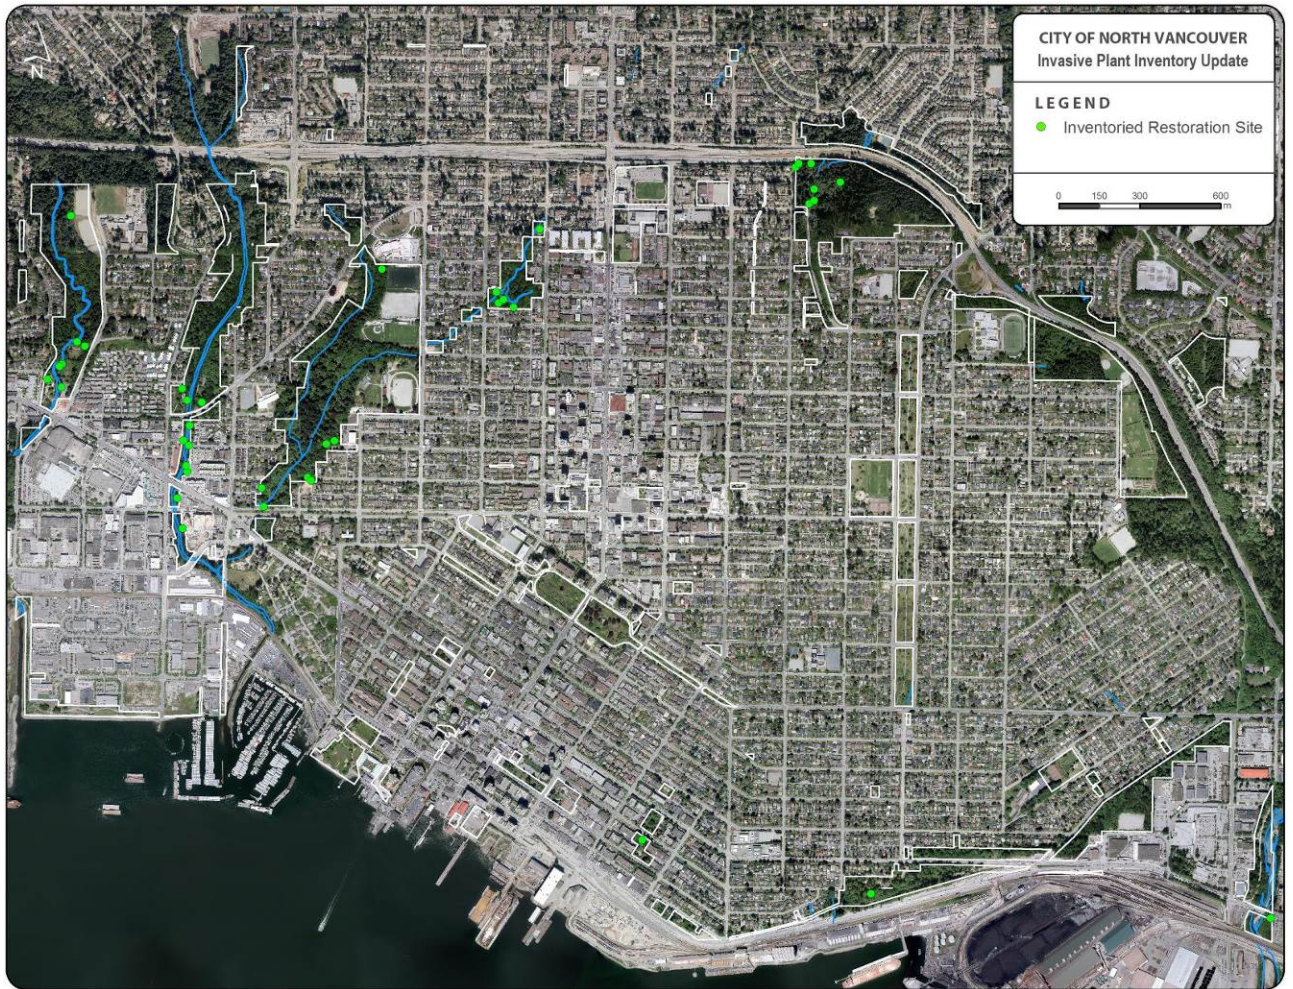 N
CITY OF NORTH VANCOUVER
Invasive Plant Inventory Update
LEGEND
Inventoried Restoration Site
0 150 300 600
m